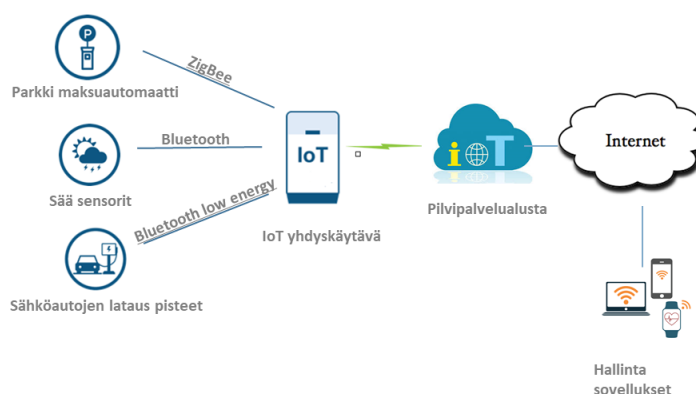 P
Parkki maksuautomaatti
ZigBee
Sää sensorit
Bluetooth
Sähköautojen lataus pisteet
Bluetooth low energy
IoT
IoT yhdyskäytävä
iOT
Pilvipalvelualusta
Internet
Hallinta
sovellukset